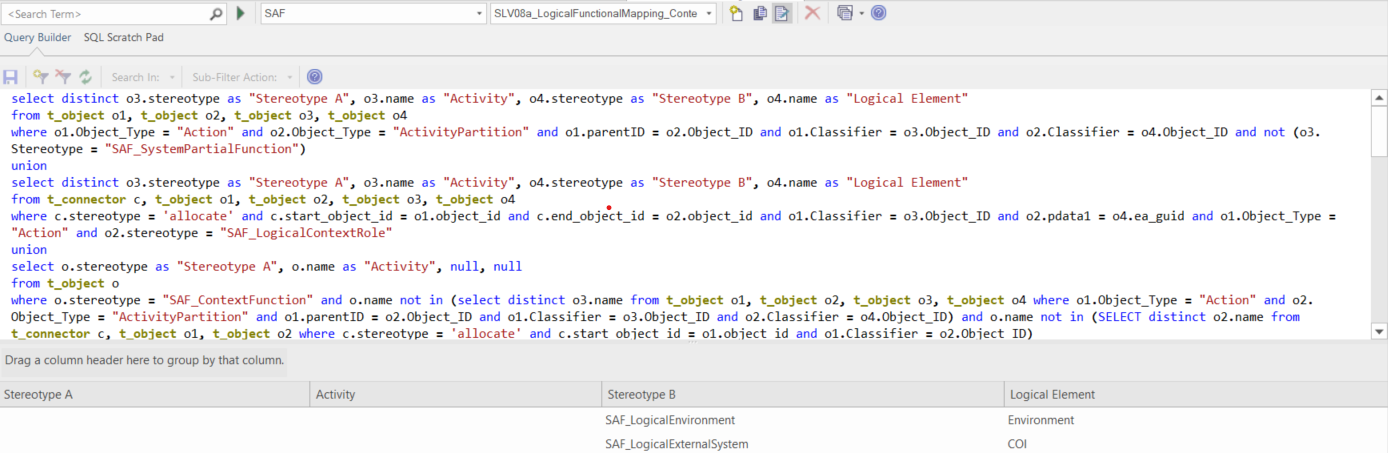 <Search Term> SAF SLV08a_LogicalFunctionalMapping_Conte
Query Builder SQL Scratch Pad
Search In: Sub-Filter Action:
select distinct o3.stereotype as "Stereotype A", o3.name as "Activity", o4.stereotype as "Stereotype B", o4.name as "Logical Element"
from t_object o1, t_object o2, t_object o3, t_object o4
where o1.Object_Type = "Action" and o2.Object_Type = "ActivityPartition" and o1.parentID = o2.Object_ID and o1.Classifier = o3.Object_ID and o2.Classifier = o4.Object_ID and not (o3.
Stereotype = "SAF_SystemPartialFunction")
union
select distinct o3.stereotype as "Stereotype A", o3.name as "Activity", o4.stereotype as "Stereotype B", o4.name as "Logical Element"
from t_connector c, t_object o1, t_object o2, t_object o3, t_object o4
where c.stereotype = 'allocate' and c.start_object_id = o1.object_id and c.end_object_id = o2.object_id and o1.Classifier = o3.Object_ID and o2.pdata1 = o4.ea_guid and o1.Object_Type =
"Action" and o2.stereotype = "SAF_LogicalContextRole"
union
select o.stereotype as "Stereotype A", o.name as "Activity", null, null
from t_object o
where o.stereotype = "SAF_ContextFunction" and o.name not in (select distinct o3.name from t_object o1, t_object o2, t_object o3, t_object o4 where o1.Object_Type = "Action" and o2.
Object_Type = "ActivityPartition" and o1.parentID = o2.Object_ID and o1.Classifier = o3.Object_ID and o2.Classifier = o4.Object_ID) and o.name not in (SELECT distinct o2.name from
t_connector c, t_object o1, t_object o2 where c.stereotype = 'allocate' and c.start_object_id = o1.object_id and o1.Classifier = o2.Object_ID)
Drag a column header here to group by that column.
Stereotype A Activity Stereotype B Logical Element
SAF_LogicalEnvironment Environment
SAF_LogicalExternalSystem COI